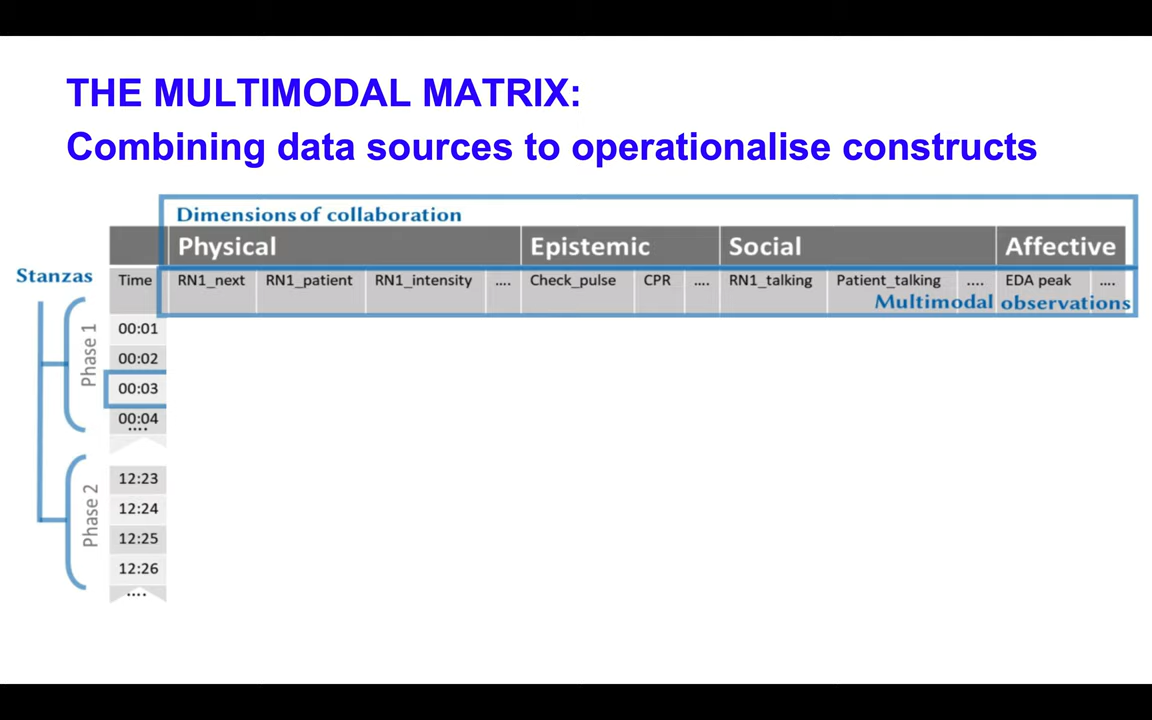 THE MULTIMODAL MATRIX:
Combining data sources to operationalise constructs
Dimensions of collaboration
Physical Epistemic Social Affective
Stanzas
Time RN1_next RN1_patient RN1_intensity .... Check_pulse CPR .... RN1_talking Patient_talking .... EDA peak ....
Multimodal observations
Phase 1
00:01
00:02
00:03
00:04
....
Phase 2
12:23
12:24
12:25
12:26
....